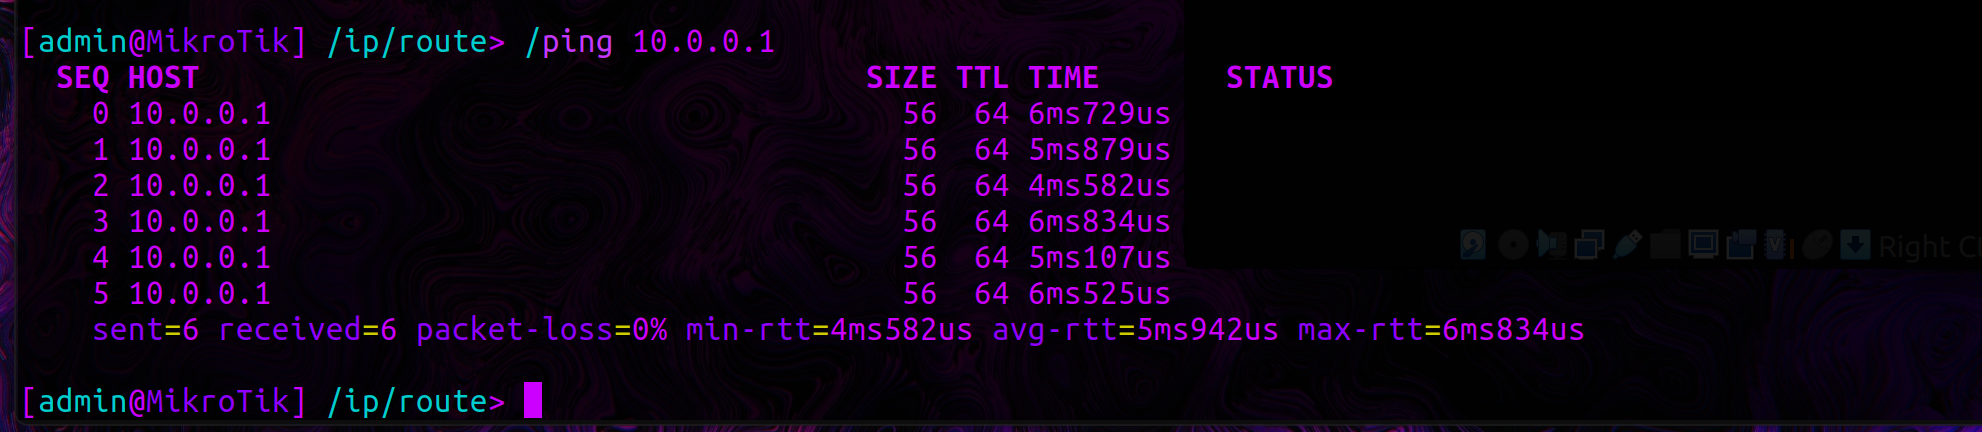 [admin@MikroTik] /ip/route> /ping 10.0.0.1
SEQ HOST SIZE TTL TIME STATUS
0 10.0.0.1 56 64 6ms729us
1 10.0.0.1 56 64 5ms879us
2 10.0.0.1 56 64 4ms582us
3 10.0.0.1 56 64 6ms834us
4 10.0.0.1 56 64 5ms107us
5 10.0.0.1 56 64 6ms525us
sent=6 received=6 packet-loss=0% min-rtt=4ms582us avg-rtt=5ms942us max-rtt=6ms834us
[admin@MikroTik] /ip/route>
Right